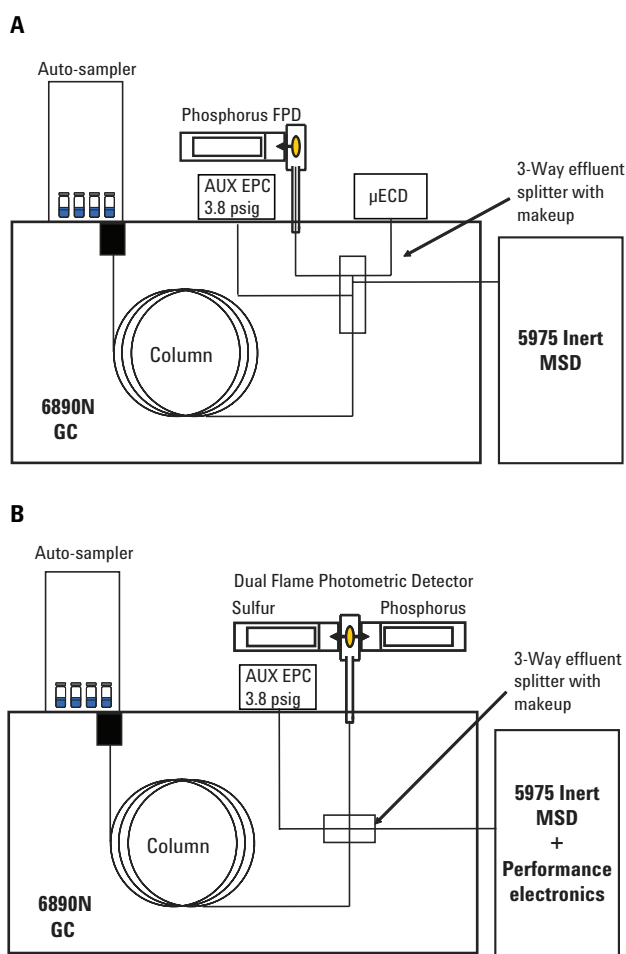 A
Auto-sampler
Phosphorus FPD
AUX EPC
3.8 psig
µECD
3-Way effluent
splitter with
makeup
Column
5975 Inert
MSD
6890N
GC
B
Auto-sampler
Dual Flame Photometric Detector
Sulfur
Phosphorus
AUX EPC
3.8 psig
3-Way effluent
splitter with
makeup
Column
5975 Inert
MSD
+
Performance
electronics
6890N
GC